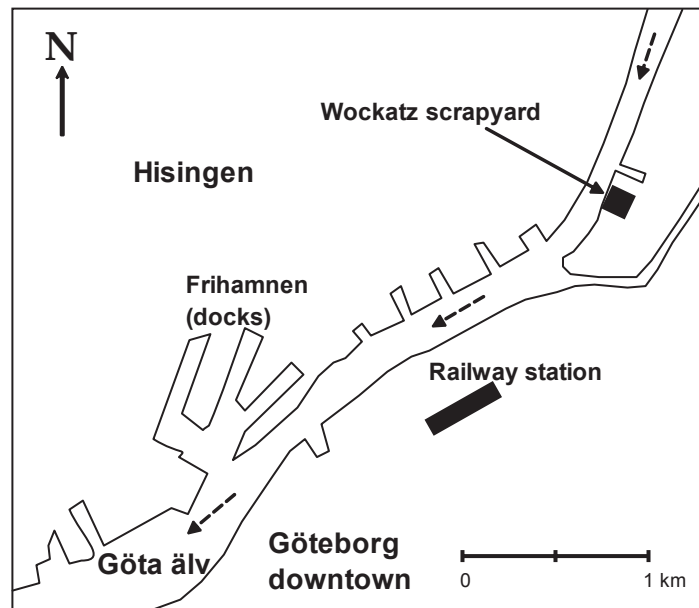 N
Wockatz scrapyard
Hisingen
Frihamnen
(docks)
Railway station
Göta älv
Göteborg
downtown
0
1 km